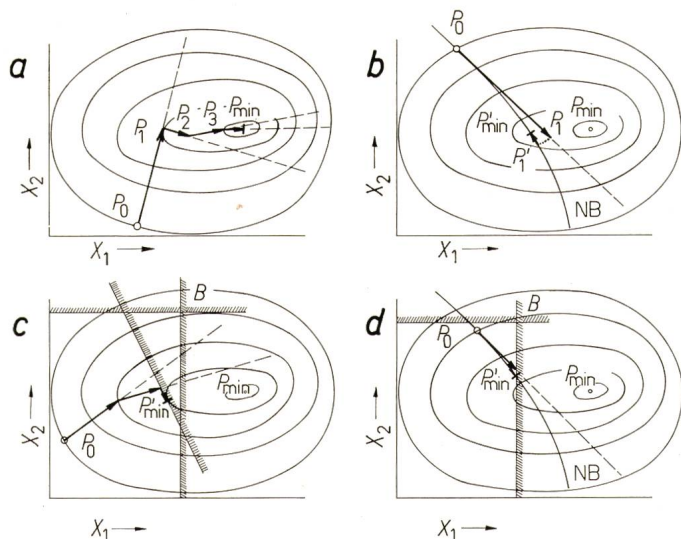 a
P₂ P₃ Pmin
P₁
P₀
X₂
X₁
b
P₀
P'min P₁ Pmin
P'₁
NB
X₂
X₁
c
B
P'min Pmin
P₀
X₂
X₁
d
B
P₀
P'min Pmin
NB
X₂
X₁